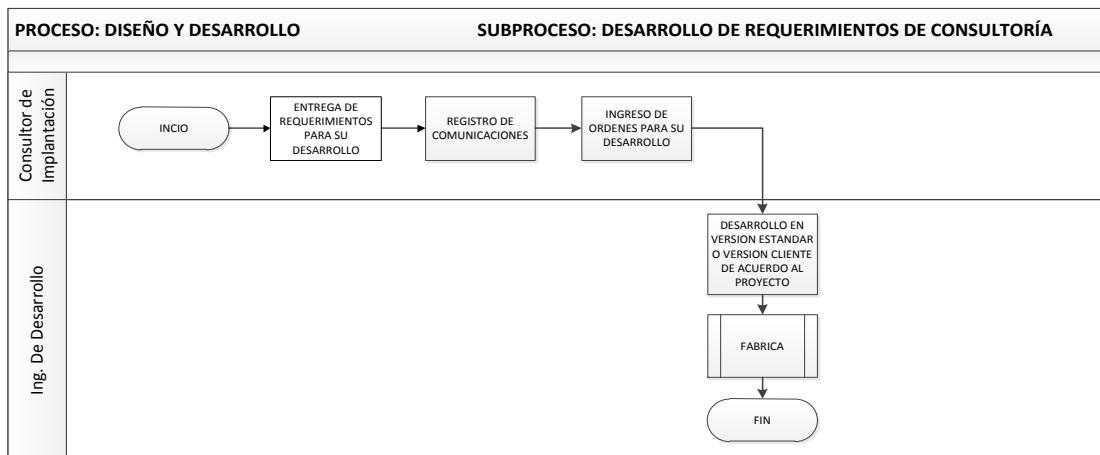 PROCESO: DISEÑO Y DESARROLLO
SUBPROCESO: DESARROLLO DE REQUERIMIENTOS DE CONSULTORÍA
Consultor de
Implantación
INCIO
ENTREGA DE
REQUERIMIENTOS
PARA SU
DESARROLLO
REGISTRO DE
COMUNICACIONES
INGRESO DE
ORDENES PARA SU
DESARROLLO
Ing. De Desarrollo
DESARROLLO EN
VERSION ESTANDAR
O VERSION CLIENTE
DE ACUERDO AL
PROYECTO
FABRICA
FIN